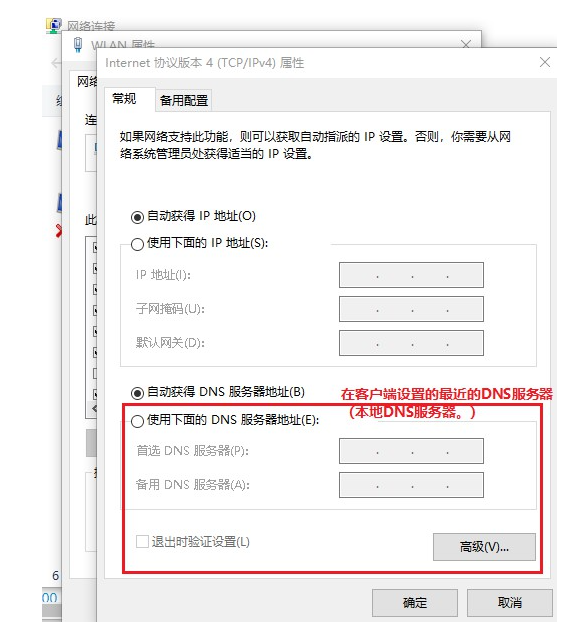 网络连接
WLAN 属性
Internet 协议版本 4 (TCP/IPv4) 属性
网络
常规
备用配置
连
如果网络支持此功能，则可以获取自动指派的 IP 设置。否则，你需要从网
络系统管理员处获得适当的 IP 设置。
自动获得 IP 地址(O)
此
使用下面的 IP 地址(S):
IP 地址(I):
子网掩码(U):
默认网关(D):
自动获得 DNS 服务器地址(B)
在客户端设置的最近的DNS服务器
（本地DNS服务器。）
使用下面的 DNS 服务器地址(E):
首选 DNS 服务器(P):
备用 DNS 服务器(A):
退出时验证设置(L)
高级(V)...
6
00
确定
取消